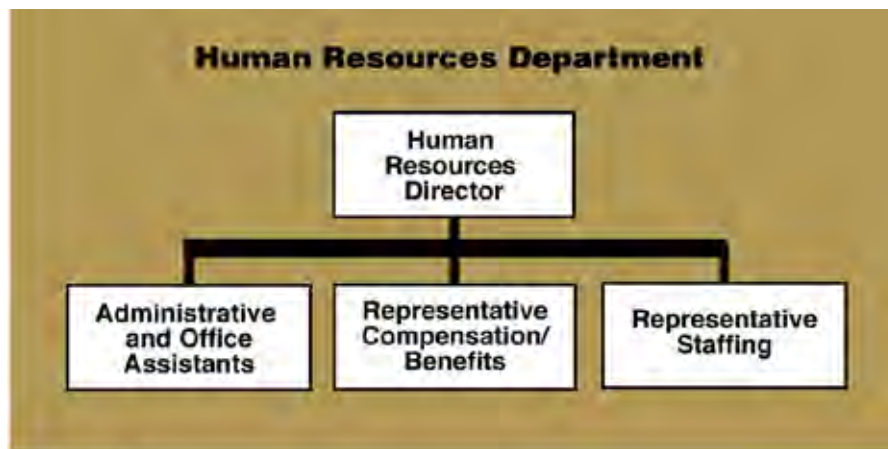 Human Resources Department
Human
Resources
Director
Administrative
and Office
Assistants
Representative
Compensation/
Benefits
Representative
Staffing